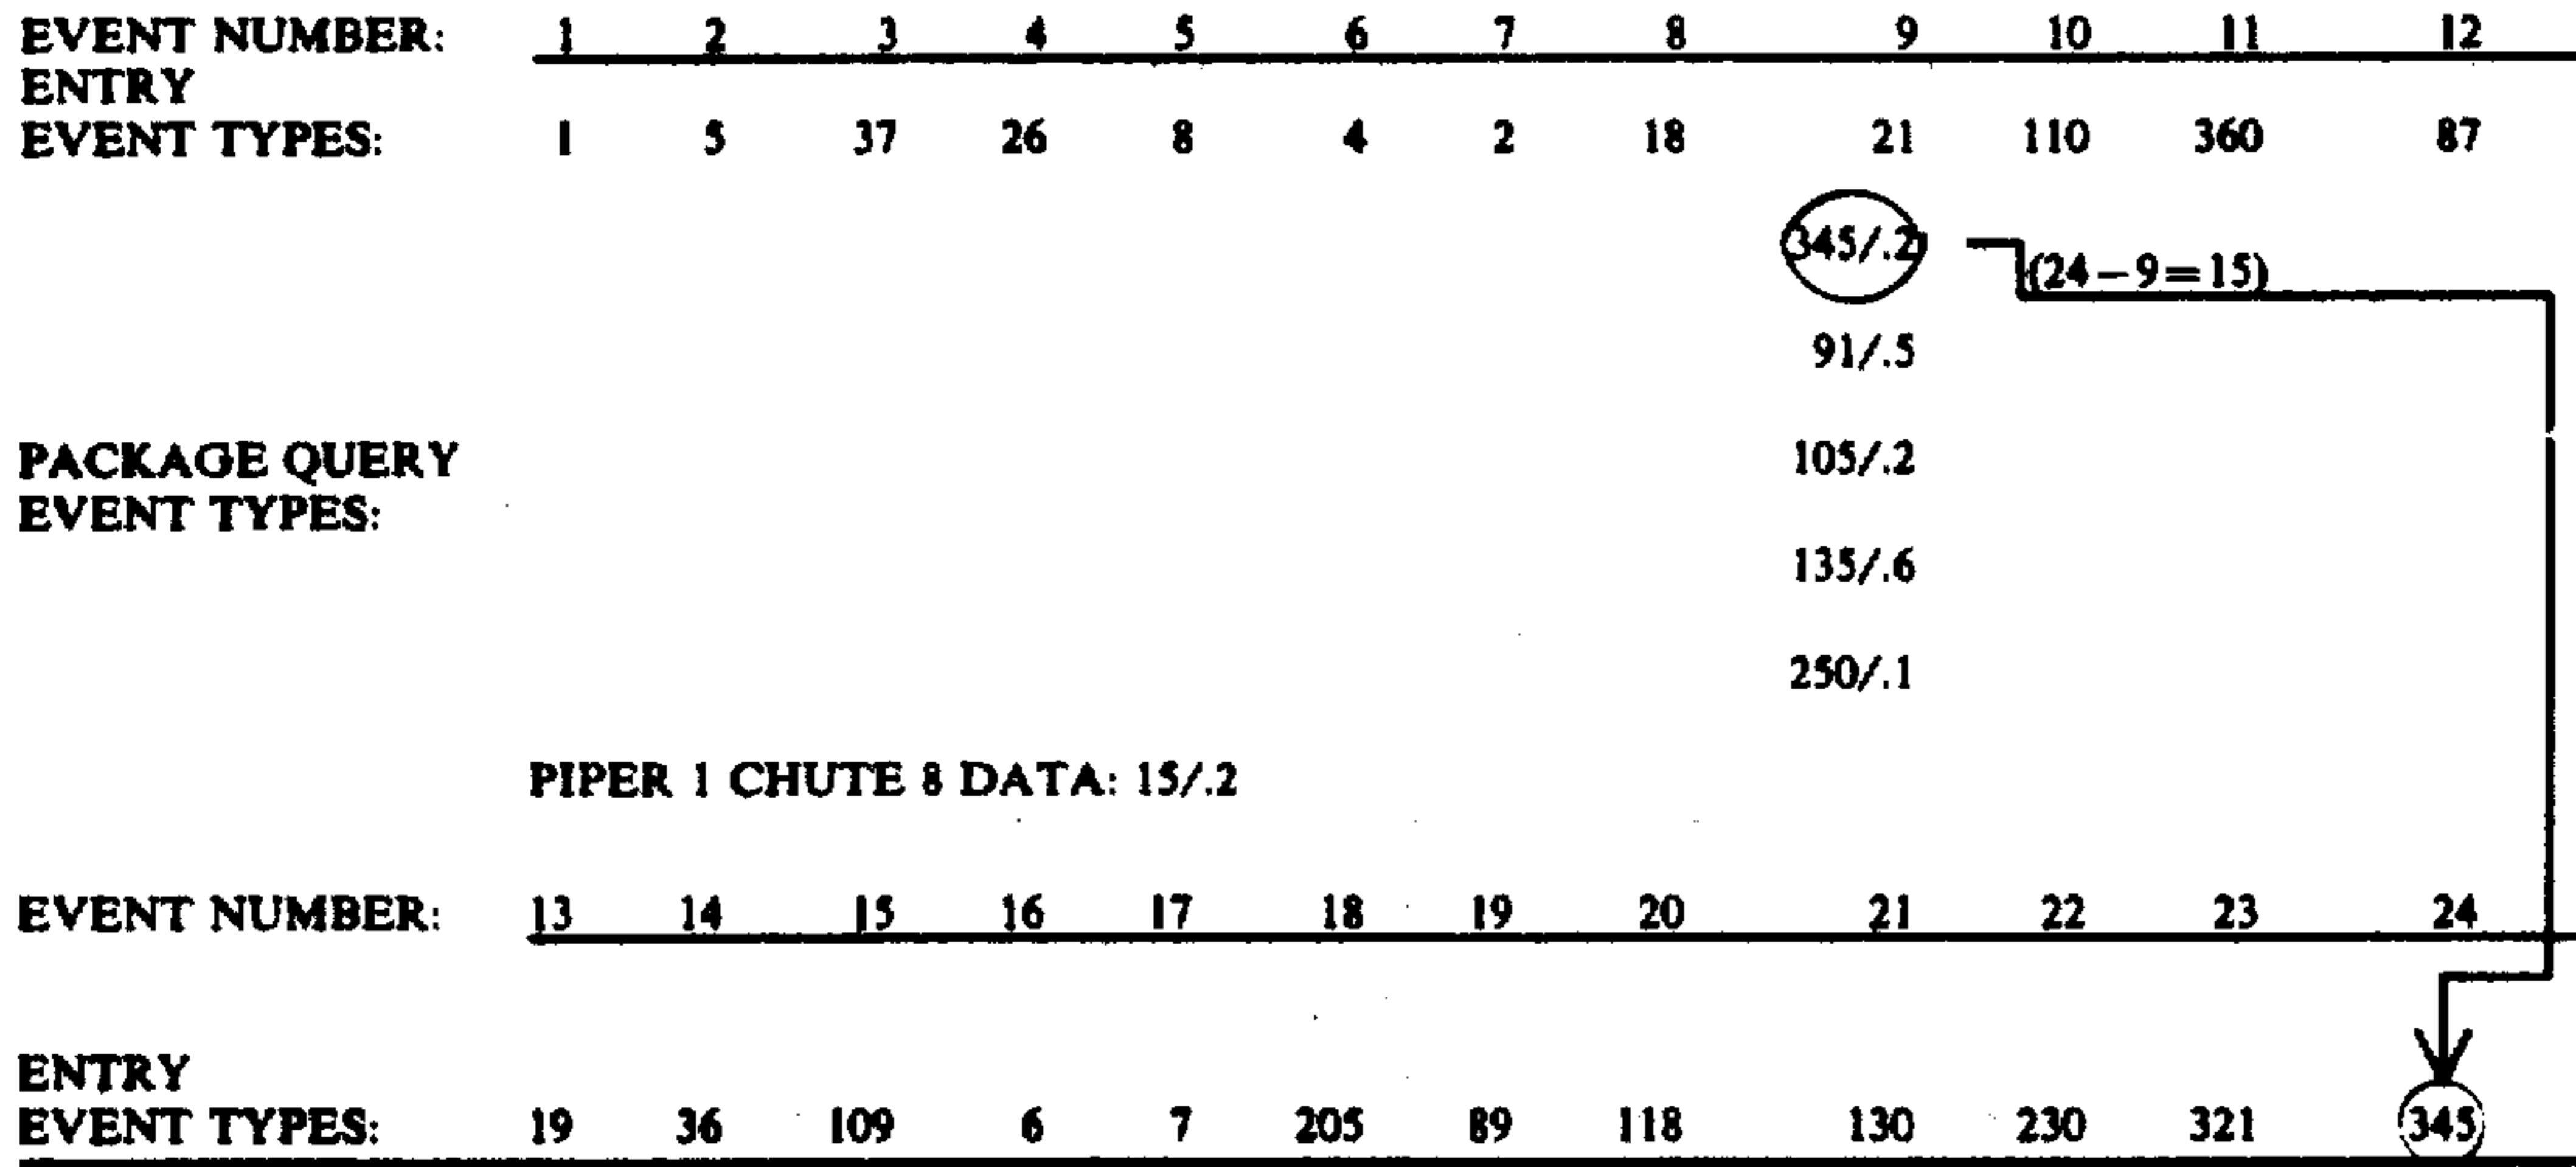 EVENT NUMBER: 1 2 3 4 5 6 7 8 9 10 11 12
ENTRY
EVENT TYPES: 1 5 37 26 8 4 2 18 21 110 360 87
345/.2
(24-9=15)
91/.5
PACKAGE QUERY 105/.2
EVENT TYPES:
135/.6
250/.1
PIPER 1 CHUTE 8 DATA: 15/.2
EVENT NUMBER: 13 14 15 16 17 18 19 20 21 22 23 24
ENTRY
EVENT TYPES: 19 36 109 6 7 205 89 118 130 230 321 345